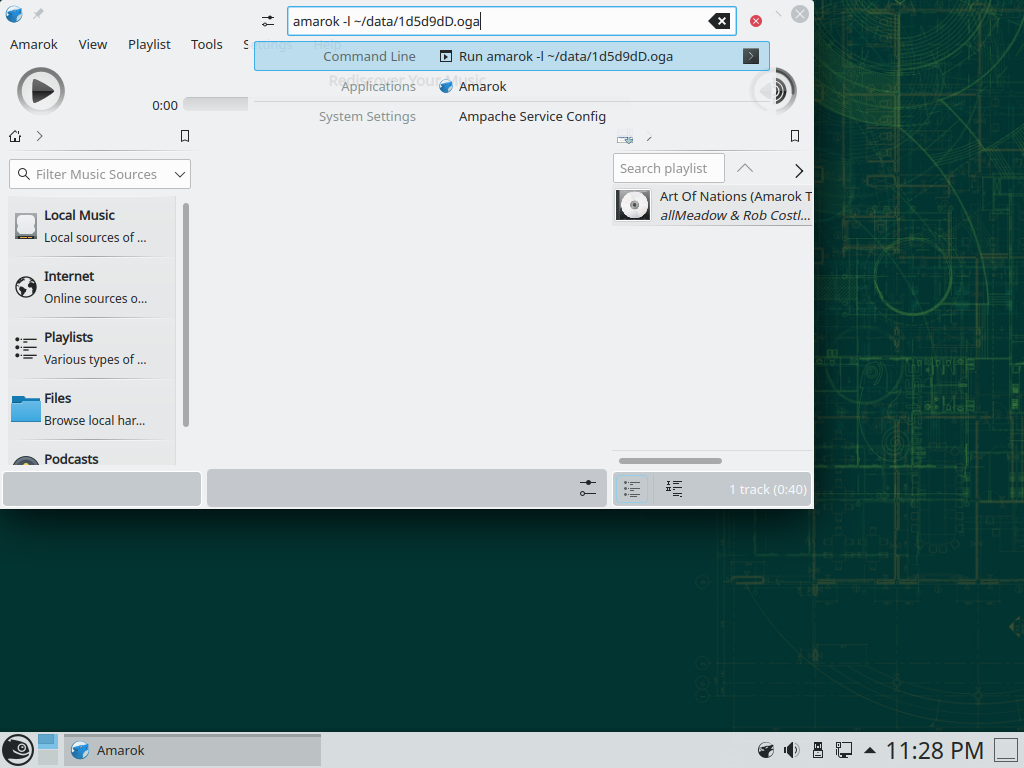 amarok -l ~/data/1d5d9dD.oga
Amarok View Playlist Tools Settings Help
Command Line Run amarok -l ~/data/1d5d9dD.oga
Rediscover Your Music
Applications Amarok
0:00
System Settings Ampache Service Config
Filter Music Sources
Search playlist
Local Music
Local sources of ...
Internet
Online sources o...
Playlists
Various types of ...
Files
Browse local har...
Podcasts
Art Of Nations (Amarok T
allMeadow & Rob Costl...
1 track (0:40)
Amarok
11:28 PM